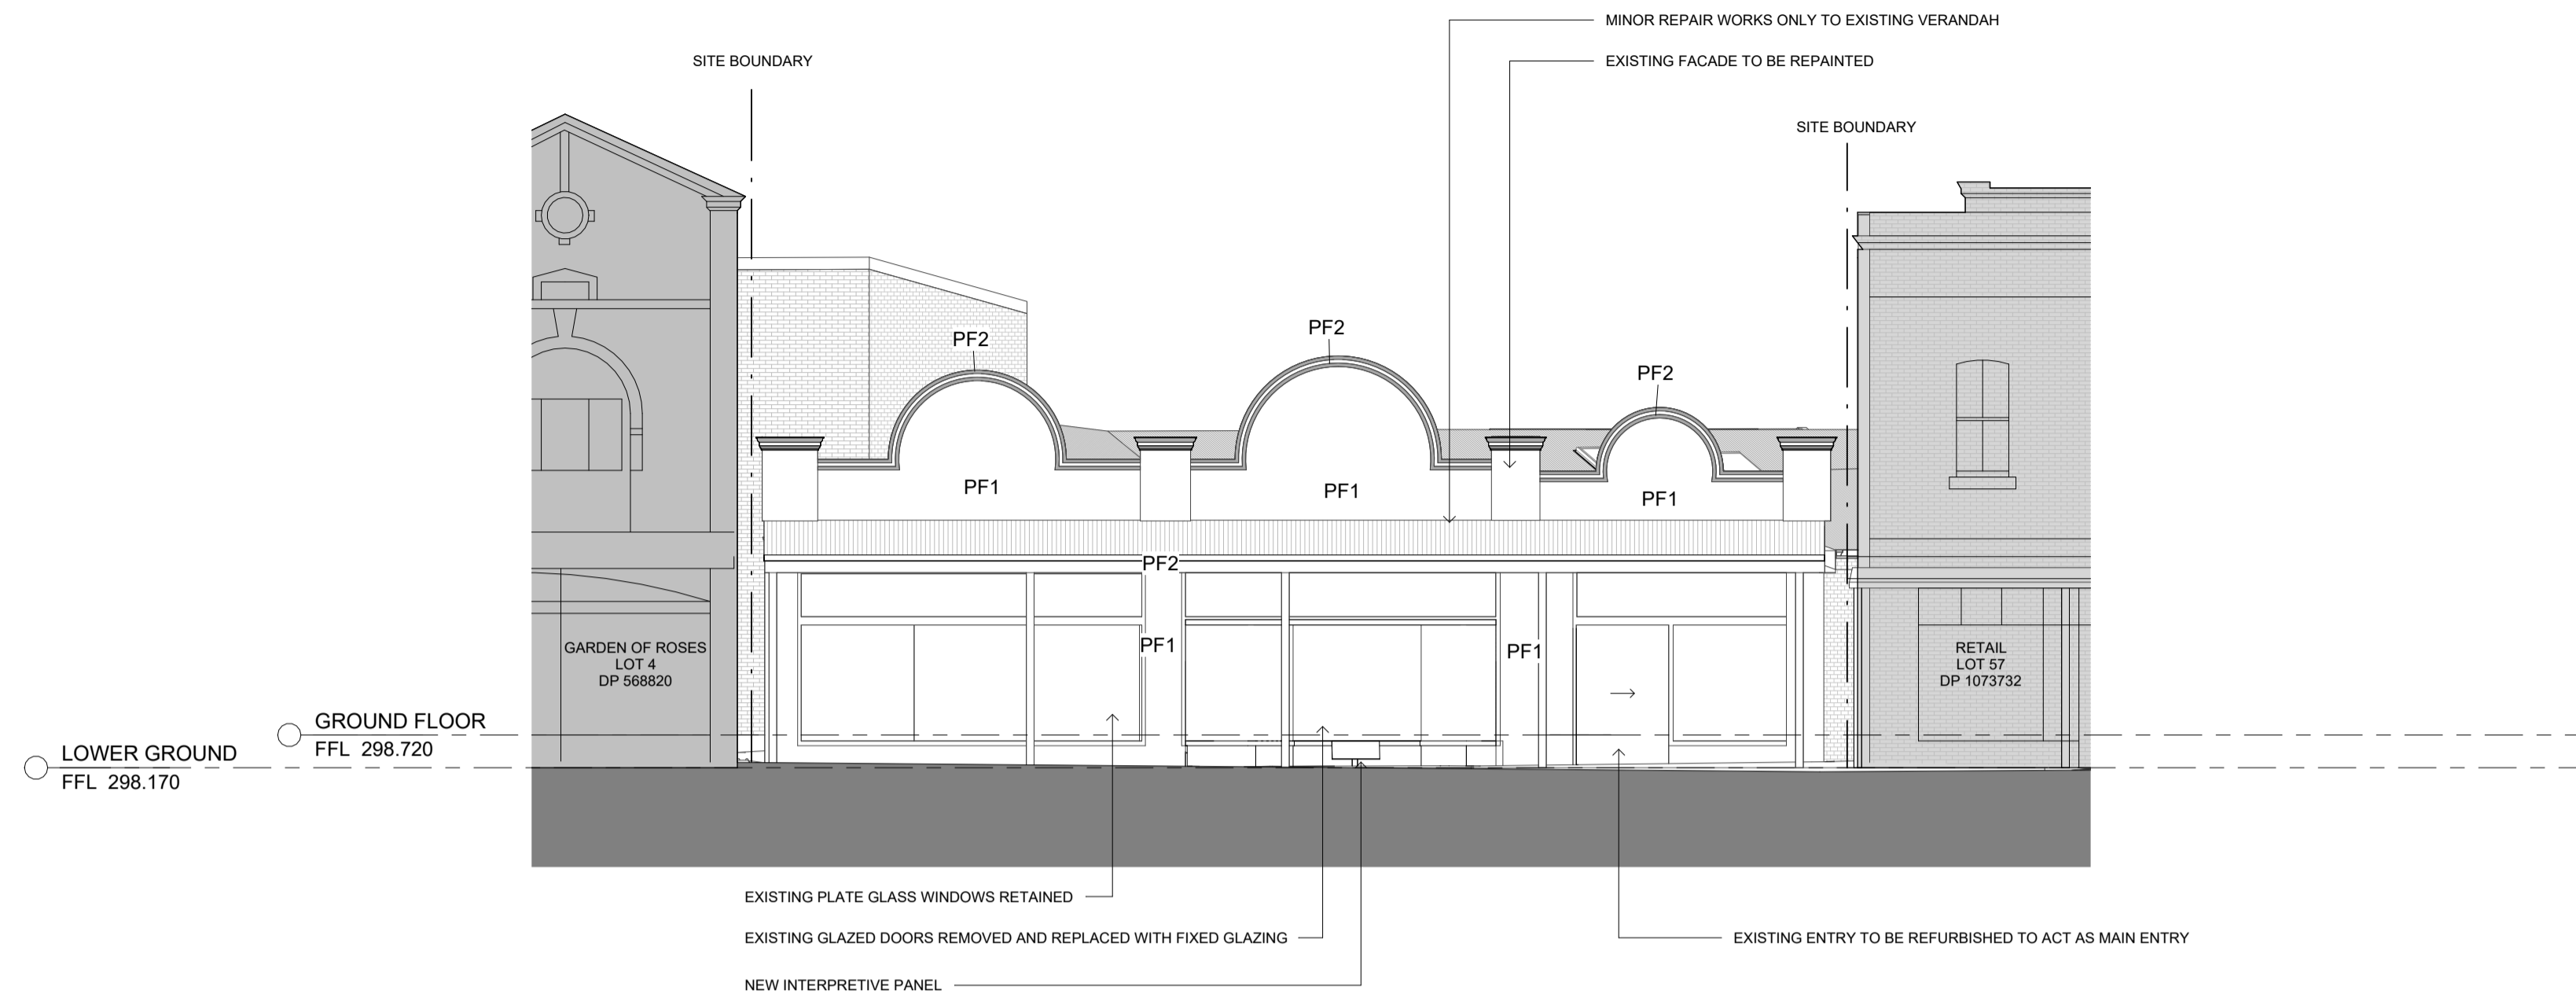 MINOR REPAIR WORKS ONLY TO EXISTING VERANDAH
SITE BOUNDARY
EXISTING FACADE TO BE REPAINTED
SITE BOUNDARY
PF2
PF2
PF2
PF1
PF1
PF1
PF2
PF1
PF1
GARDEN OF ROSES
LOT 4
DP 568820
RETAIL
LOT 57
DP 1073732
GROUND FLOOR
FFL 298.720
LOWER GROUND
FFL 298.170
EXISTING PLATE GLASS WINDOWS RETAINED
EXISTING GLAZED DOORS REMOVED AND REPLACED WITH FIXED GLAZING
EXISTING ENTRY TO BE REFURBISHED TO ACT AS MAIN ENTRY
NEW INTERPRETIVE PANEL